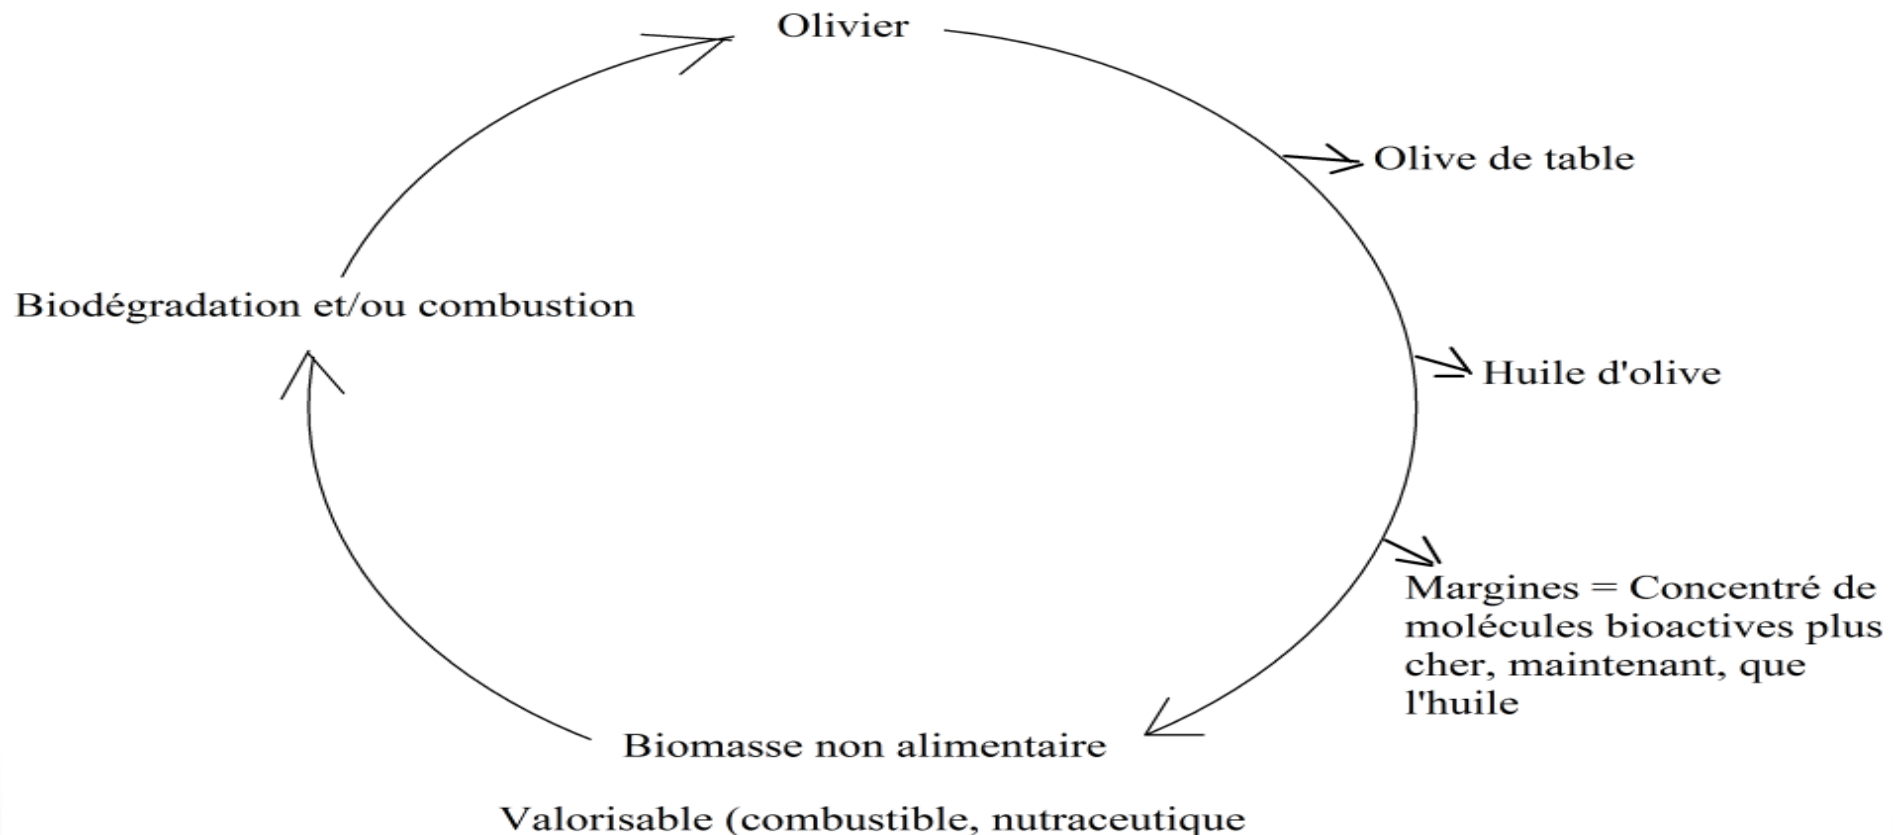 Olivier
Olive de table
Biodégradation et/ou combustion
Huile d'olive
Margines = Concentré de
molécules bioactives plus
cher, maintenant, que
l'huile
Biomasse non alimentaire
Valorisable (combustible, nutraceutique